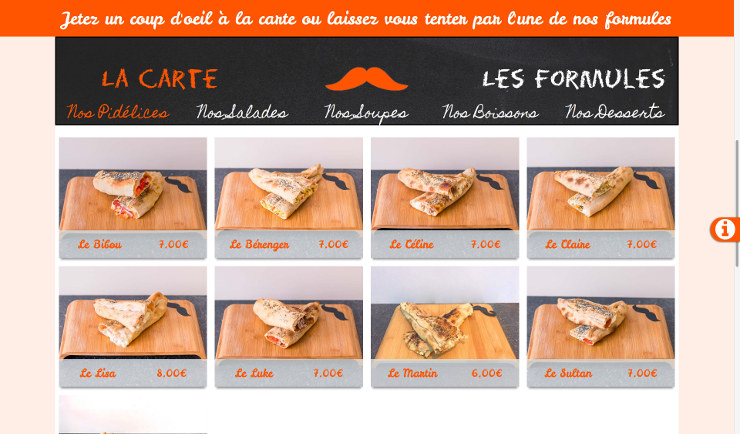 Jetez un coup d'oeil à la carte ou laissez vous tenter par l'une de nos formules
LA CARTE
LES FORMULES
Nos Pidélices
Nos Salades
Nos Soupes
Nos Boissons
Nos Desserts
Le Bibou 7.00€
Le Bérenger 7.00€
Le Céline 7.00€
Le Claire 7.00€
Le Lisa 8.00€
Le Luke 7.00€
Le Martin 6.00€
Le Sultan 7.00€